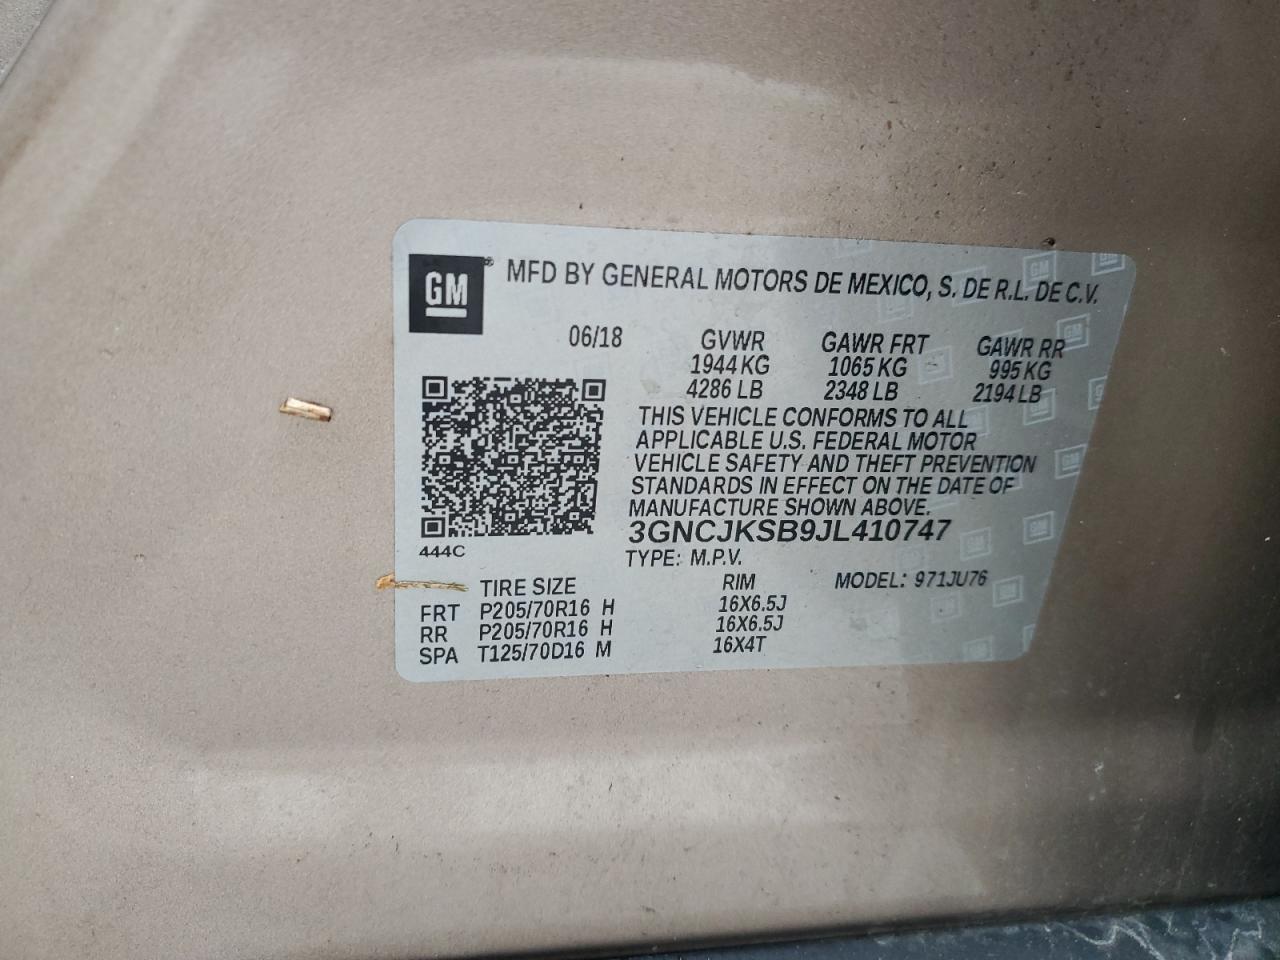 GM ® MFD BY GENERAL MOTORS DE MEXICO, S. DE R.L. DE C.V.
06/18 GVWR GAWR FRT GAWR RR
1944 KG 1065 KG 995 KG
4286 LB 2348 LB 2194 LB
THIS VEHICLE CONFORMS TO ALL
APPLICABLE U.S. FEDERAL MOTOR
VEHICLE SAFETY AND THEFT PREVENTION
STANDARDS IN EFFECT ON THE DATE OF
MANUFACTURE SHOWN ABOVE.
3GNCJKSB9JL410747
444C TYPE: M.P.V.
TIRE SIZE RIM MODEL: 971JU76
FRT P205/70R16 H 16X6.5J
RR P205/70R16 H 16X6.5J
SPA T125/70D16 M 16X4T